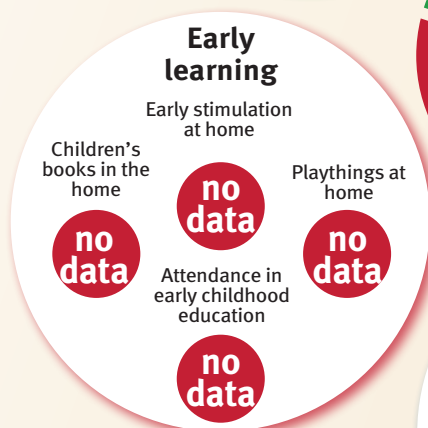 Early
learning
Early stimulation
at home
no
data
Children’s
books in the
home
no
data
Playthings at
home
no
data
Attendance in
early childhood
education
no
data